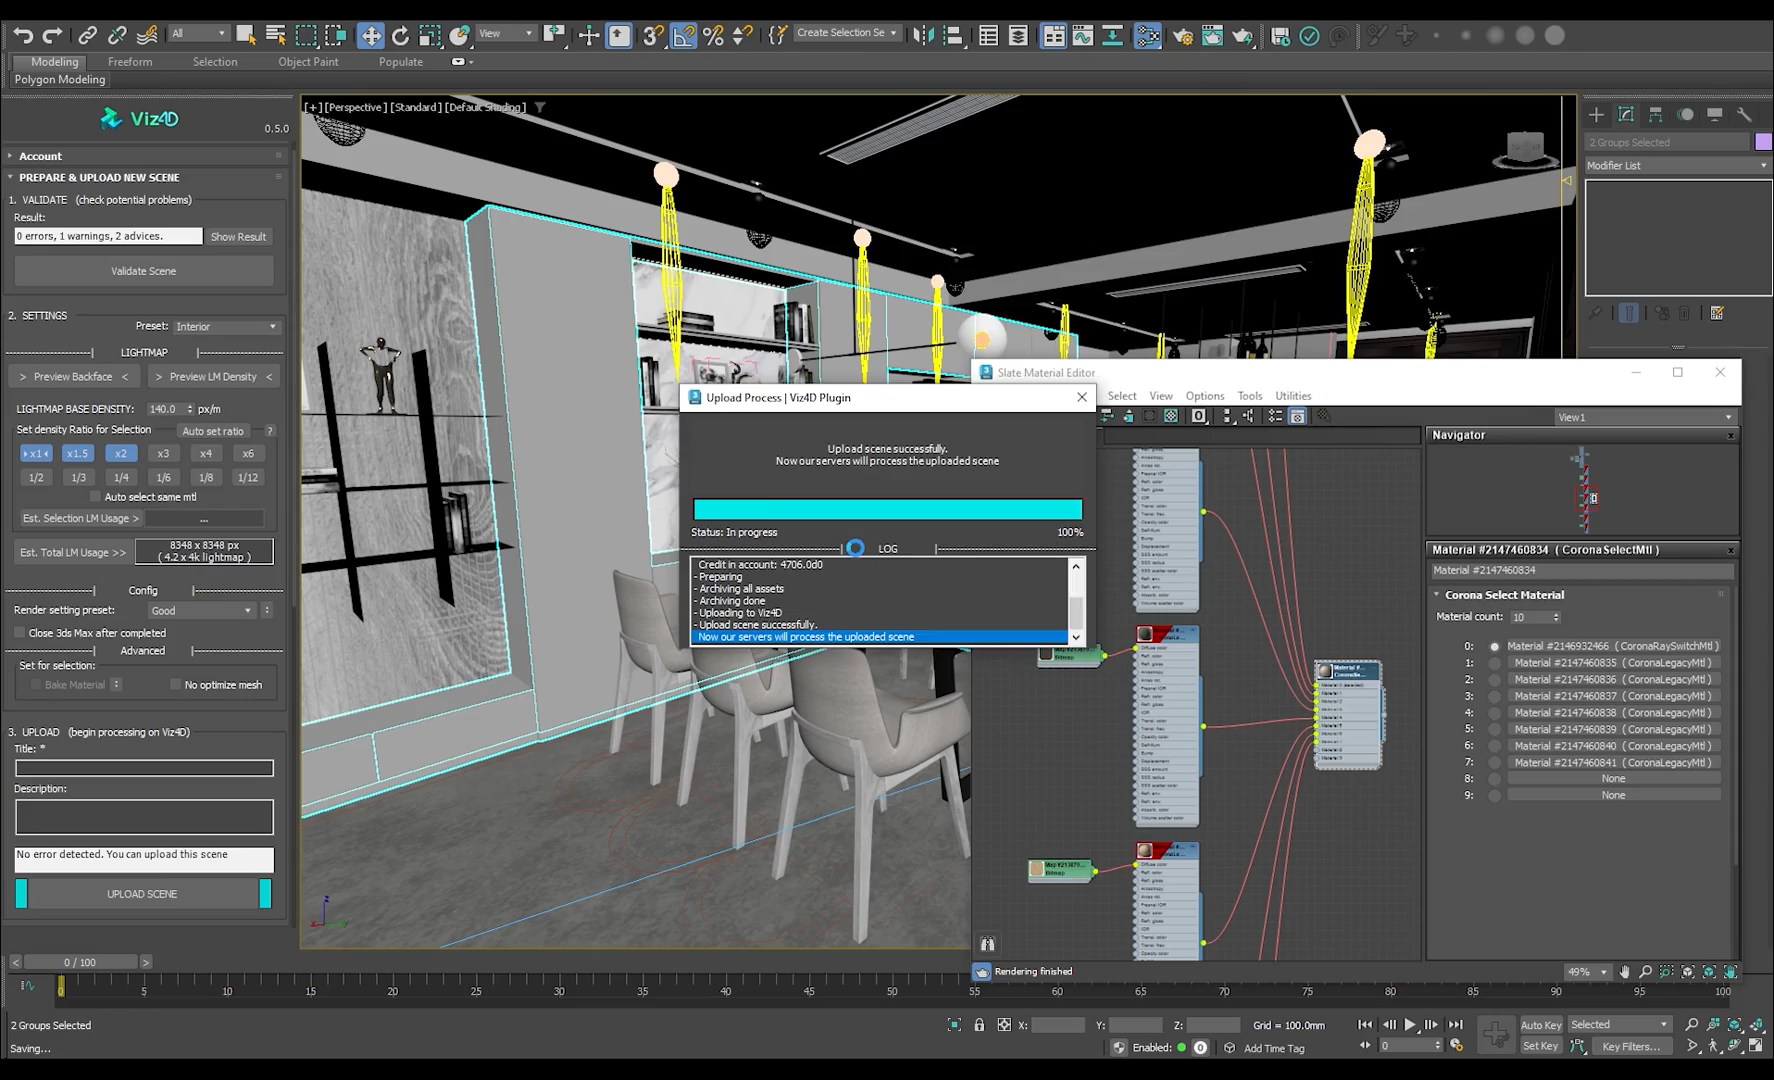 All
View
Create Selection Se
Modeling
Freeform
Selection
Object Paint
Populate
Polygon Modeling
Viz4D
0.5.0
Account
PREPARE & UPLOAD NEW SCENE
1. VALIDATE (check potential problems)
Result:
0 errors, 1 warnings, 2 advices.
Show Result
Validate Scene
2. SETTINGS
Preset: Interior
LIGHTMAP
> Preview Backface <
> Preview LM Density <
LIGHTMAP BASE DENSITY: 140.0 px/m
Set density Ratio for Selection
Auto set ratio
?
x1 x1.5 x2 x3 x4 x6
1/2 1/3 1/4 1/6 1/8 1/12
Auto select same mtl
Est. Selection LM Usage >
...
Est. Total LM Usage >>
8348 x 8348 px
( 4.2 x 4k lightmap )
Config
Render setting preset: Good
Close 3ds Max after completed
Advanced
Set for selection:
Bake Material
No optimize mesh
3. UPLOAD (begin processing on Viz4D)
Title: *
Description:
No error detected. You can upload this scene
UPLOAD SCENE
[+] [Perspective ] [Standard ] [Default Shading ]
Upload Process | Viz4D Plugin
Upload scene successfully.
Now our servers will process the uploaded scene
Status: In progress
100%
LOG
Credit in account: 4706.0d0
- Preparing
- Archiving all assets
- Archiving done
- Uploading to Viz4D
- Upload scene successfully.
Now our servers will process the uploaded scene
Slate Material Editor
Select
View
Options
Tools
Utilities
View1
Navigator
Material #2147460834 ( CoronaSelectMtl )
Material #2147460834
Corona Select Material
Material count: 10
0: Material #2146932466 ( CoronaRaySwitchMtl )
1: Material #2147460835 ( CoronaLegacyMtl )
2: Material #2147460836 ( CoronaLegacyMtl )
3: Material #2147460837 ( CoronaLegacyMtl )
4: Material #2147460838 ( CoronaLegacyMtl )
5: Material #2147460839 ( CoronaLegacyMtl )
6: Material #2147460840 ( CoronaLegacyMtl )
7: Material #2147460841 ( CoronaLegacyMtl )
8: None
9: None
Rendering finished
49%
2 Groups Selected
Modifier List
0 / 100
0 5 10 15 20 25 30 35 40 45 50 55 60 65 70 75 80 85 90 95 100
2 Groups Selected
X:
Y:
Z:
Grid = 100.0mm
Auto Key
Selected
Saving...
Enabled:
Add Time Tag
0
Set Key
Key Filters...